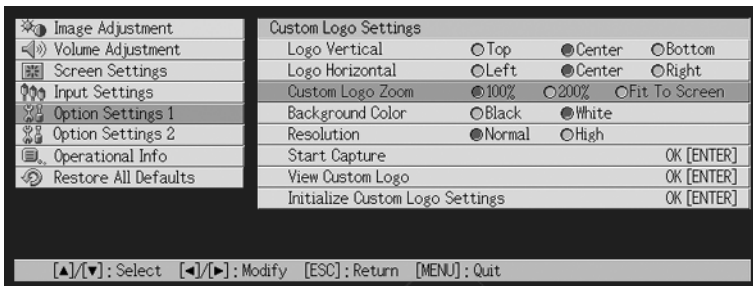 Image Adjustment
Volume Adjustment
Screen Settings
Input Settings
Option Settings 1
Option Settings 2
Operational Info
Restore All Defaults
Custom Logo Settings
Logo Vertical Top Center Bottom
Logo Horizontal Left Center Right
Custom Logo Zoom 100% 200% Fit To Screen
Background Color Black White
Resolution Normal High
Start Capture OK [ENTER]
View Custom Logo OK [ENTER]
Initialize Custom Logo Settings OK [ENTER]
[▲]/[▼] : Select [◄]/[►] : Modify [ESC] : Return [MENU] : Quit